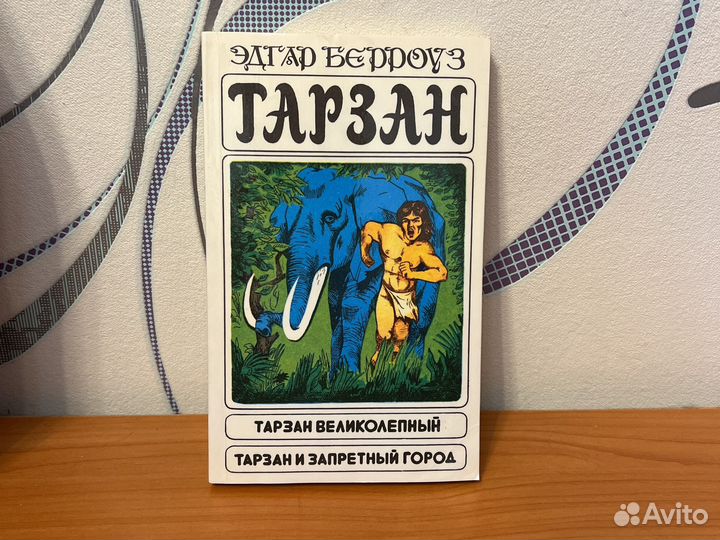 ЭДГАР БЕРРОУЗ
ТАРЗАН
ТАРЗАН ВЕЛИКОЛЕПНЫЙ
ТАРЗАН И ЗАПРЕТНЫЙ ГОРОД
Avito